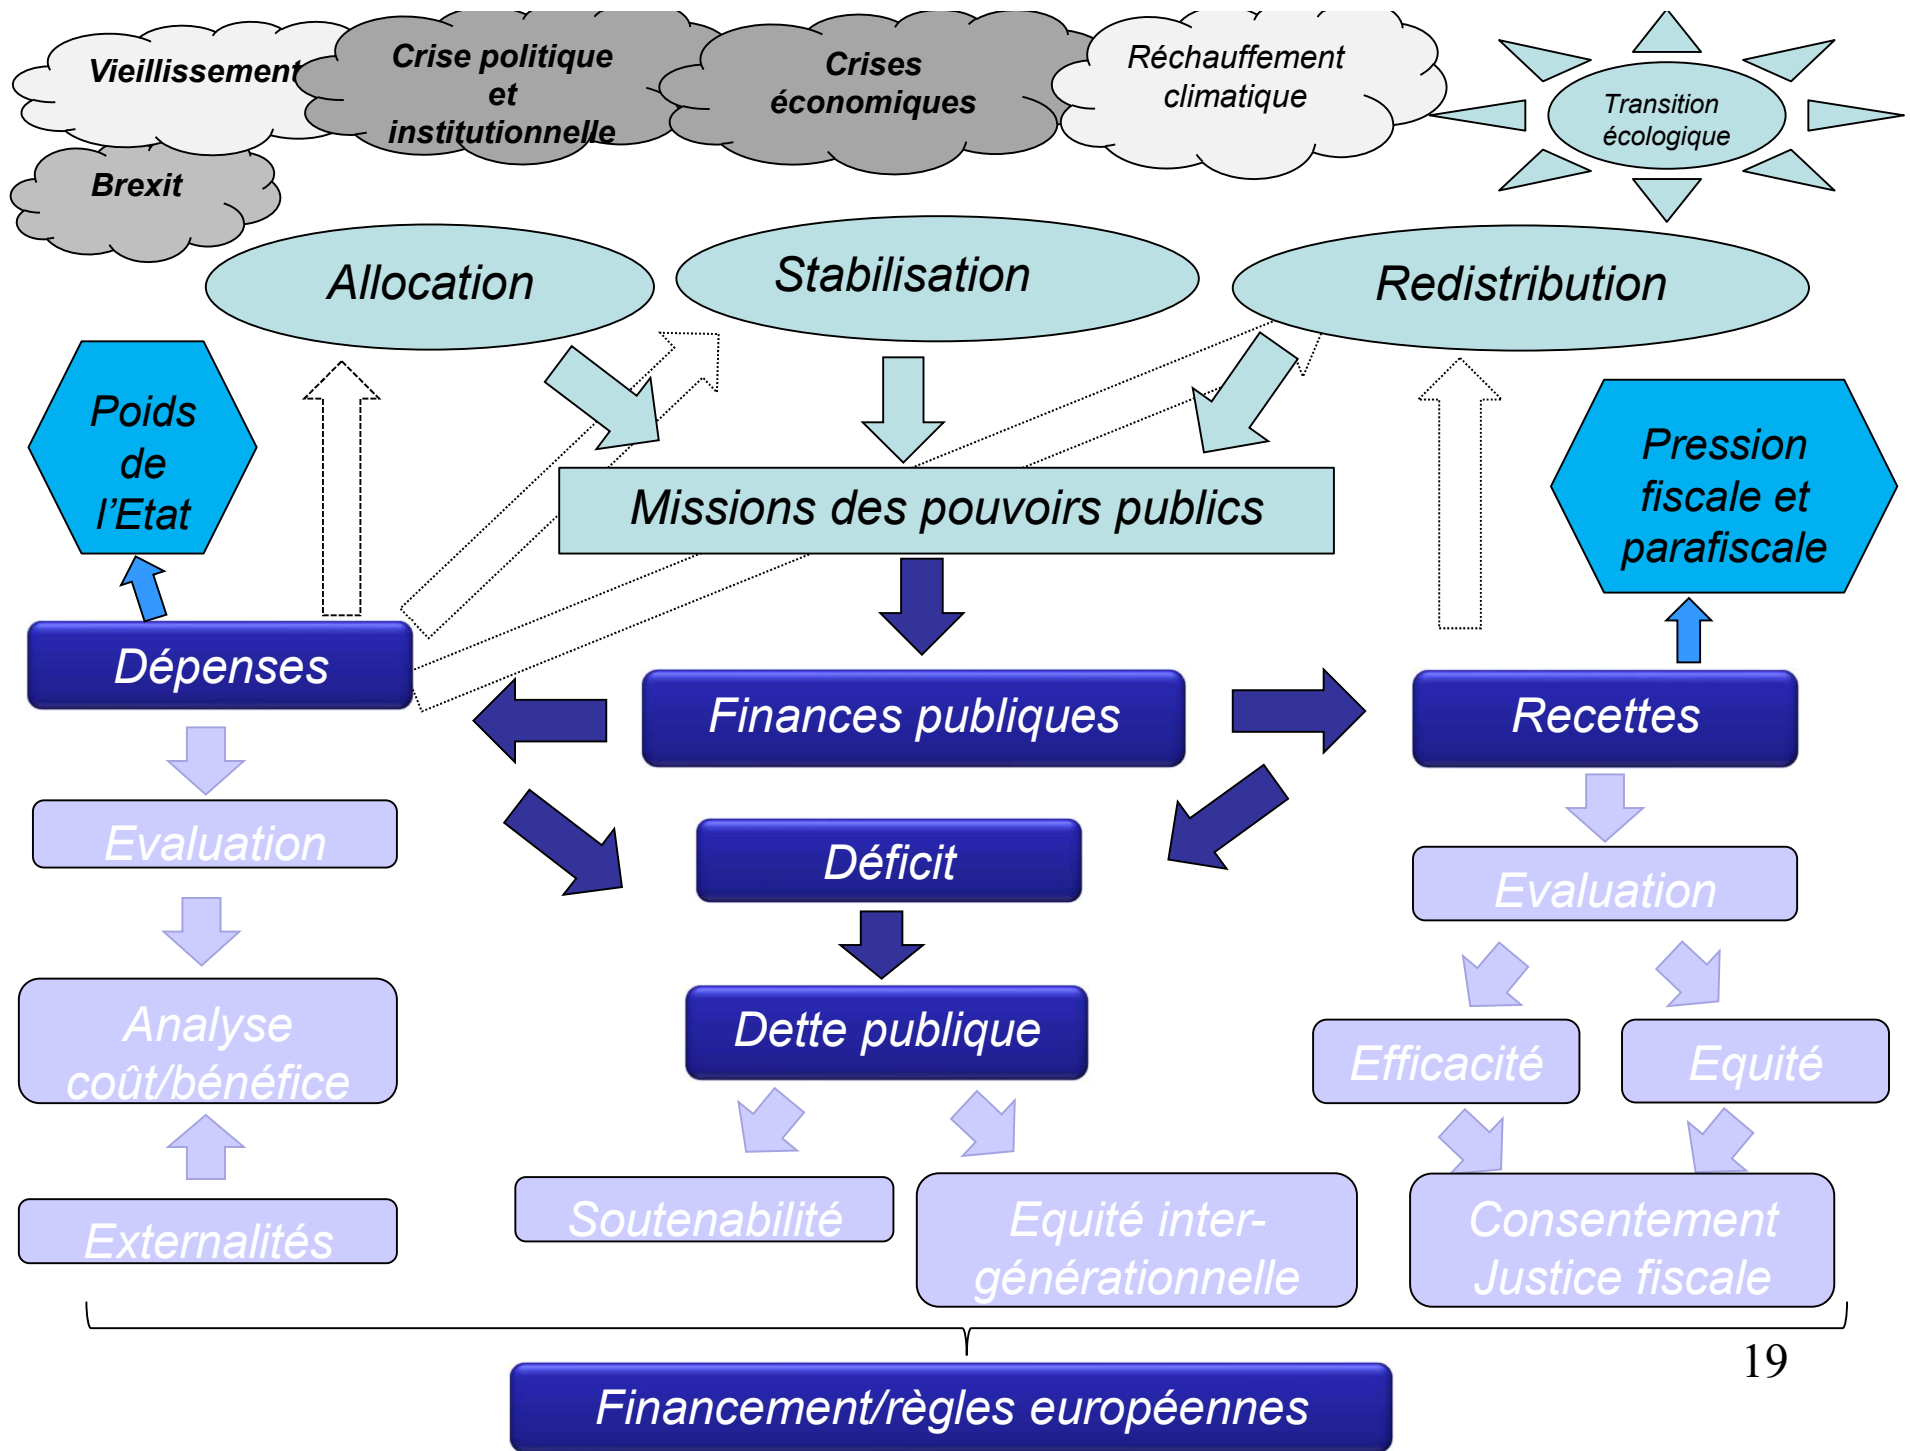 Vieillissement
Crise politique
et
institutionnelle
Crises
économiques
Réchauffement
climatique
Transition
écologique
Brexit
Allocation
Stabilisation
Redistribution
Poids
de
l’Etat
Missions des pouvoirs publics
Pression
fiscale et
parafiscale
Dépenses
Finances publiques
Recettes
Evaluation
Déficit
Evaluation
Analyse
coût/bénéfice
Dette publique
Efficacité
Equité
Externalités
Soutenabilité
Equité inter-
générationnelle
Consentement
Justice fiscale
19
Financement/règles européennes